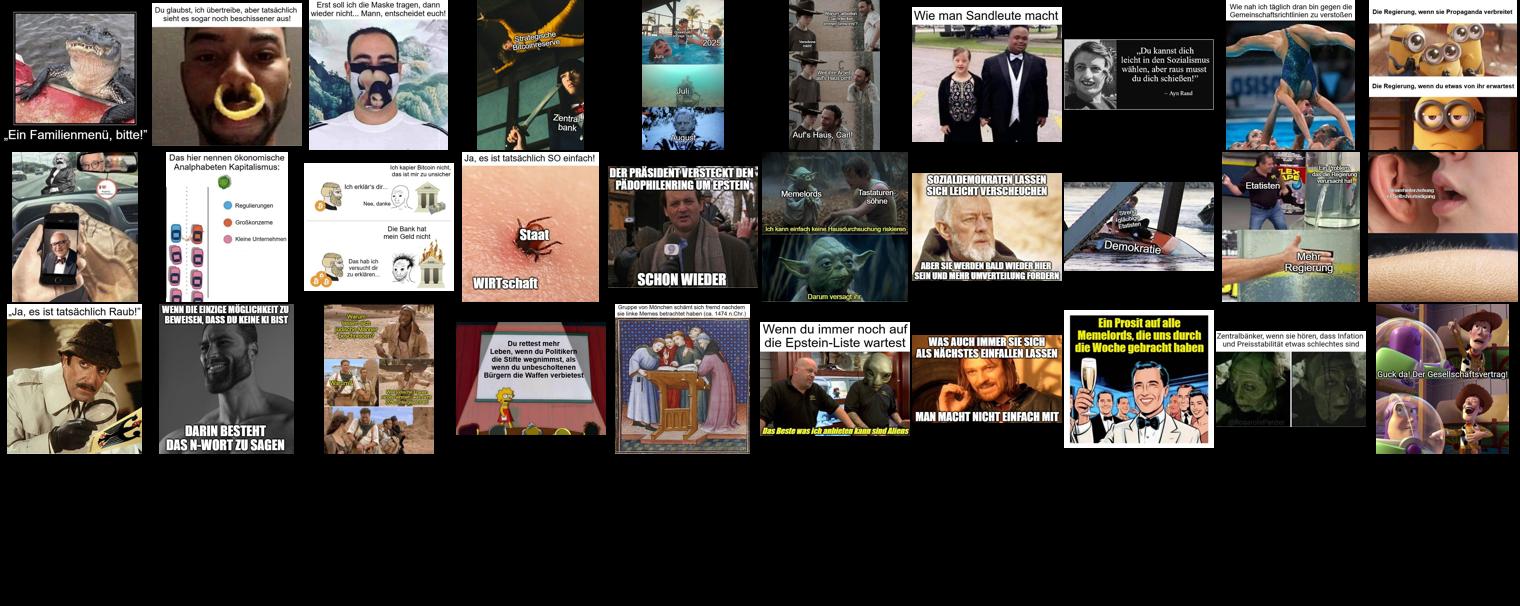 „Ein Familienmenü, bitte!"
Du glaubst, ich übertreibe, aber tatsächlich
sieht es sogar noch beschissener aus!
Erst soll ich die Maske tragen, dann
wieder nicht... Mann, entscheidet euch!
Strategische
Bitcoinreserve
Zentral
bank
2025
Juni
Juli
August
Auf's Haus, Carl!
Wie man Sandleute macht
„Du kannst dich
leicht in den Sozialismus
wählen, aber raus musst
du dich schießen!"
– Ayn Rand
Wie nah ich täglich dran bin gegen die
Gemeinschaftsrichtlinien zu verstoßen
Die Regierung, wenn sie Propaganda verbreitet
Die Regierung, wenn du etwas von ihr erwartest
Das hier nennen ökonomische
Analphabeten Kapitalismus:
Regulierungen
Großkonzerne
Kleine Unternehmen
Ich kapier Bitcoin nicht,
das ist mir zu unsicher
Ich erklär's dir...
Nee, danke
Die Bank hat
mein Geld nicht
Das hab ich
versucht dir
zu erklären...
Ja, es ist tatsächlich SO einfach!
Staat
WIRTschaft
DER PRÄSIDENT VERSTECKT DEN
PÄDOPHILENRING UM EPSTEIN
SCHON WIEDER
Memelords
Tastaturen-
söhne
Ich kann einfach keine Hausdurchsuchung riskieren
Darum versagt ihr
SOZIALDEMOKRATEN LASSEN
SICH LEICHT VERSCHEUCHEN
ABER SIE WERDEN BALD WIEDER HIER
SEIN UND MEHR UMVERTEILUNG FORDERN
Streng
gläubige
Etatisten
Demokratie
Etatisten
Ein Problem,
das die Regierung
verursacht hat
Mehr
Regierung
„Ja, es ist tatsächlich Raub!"
WENN DIE EINZIGE MÖGLICHKEIT ZU
BEWEISEN, DASS DU KEINE KI BIST
DARIN BESTEHT
DAS N-WORT ZU SAGEN
Du rettest mehr
Leben, wenn du Politikern
die Stifte wegnimmst, als
wenn du unbescholtenen
Bürgern die Waffen verbietest
Gruppe von Mönchen schämt sich fremd nachdem
sie linke Memes betrachtet haben (ca. 1474 n.Chr.)
Wenn du immer noch auf
die Epstein-Liste wartest
Das Beste was ich anbieten kann sind Aliens
WAS AUCH IMMER SIE SICH
ALS NÄCHSTES EINFALLEN LASSEN
MAN MACHT NICHT EINFACH MIT
Ein Prosit auf alle
Memelords, die uns durch
die Woche gebracht haben
Zentralbänker, wenn sie hören, dass Infation
und Preisstabilität etwas schlechtes sind
Guck da! Der Gesellschaftsvertrag!